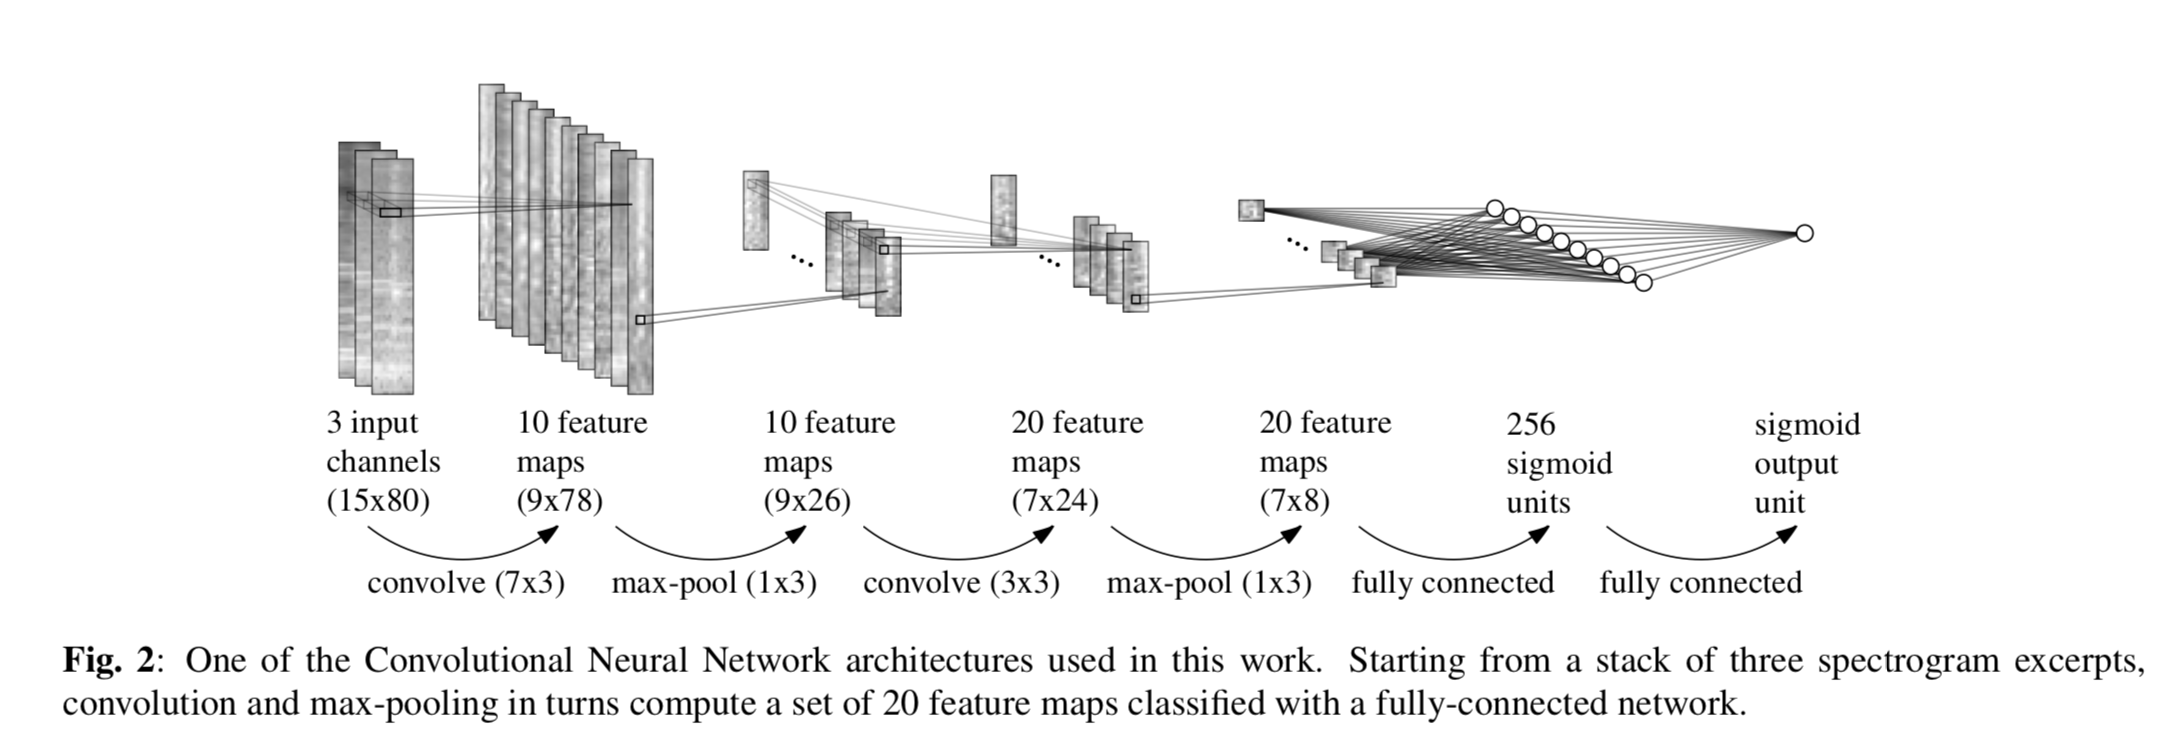 3 input
channels
(15x80)
10 feature
maps
(9x78)
10 feature
maps
(9x26)
20 feature
maps
(7x24)
20 feature
maps
(7x8)
256
sigmoid
units
sigmoid
output
unit
convolve (7x3)
max-pool (1x3)
convolve (3x3)
max-pool (1x3)
fully connected
fully connected
Fig. 2: One of the Convolutional Neural Network architectures used in this work. Starting from a stack of three spectrogram excerpts,
convolution and max-pooling in turns compute a set of 20 feature maps classified with a fully-connected network.